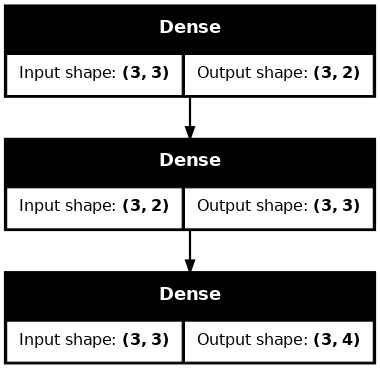 Dense
Input shape: (3, 3) Output shape: (3, 2)
Dense
Input shape: (3, 2) Output shape: (3, 3)
Dense
Input shape: (3, 3) Output shape: (3, 4)